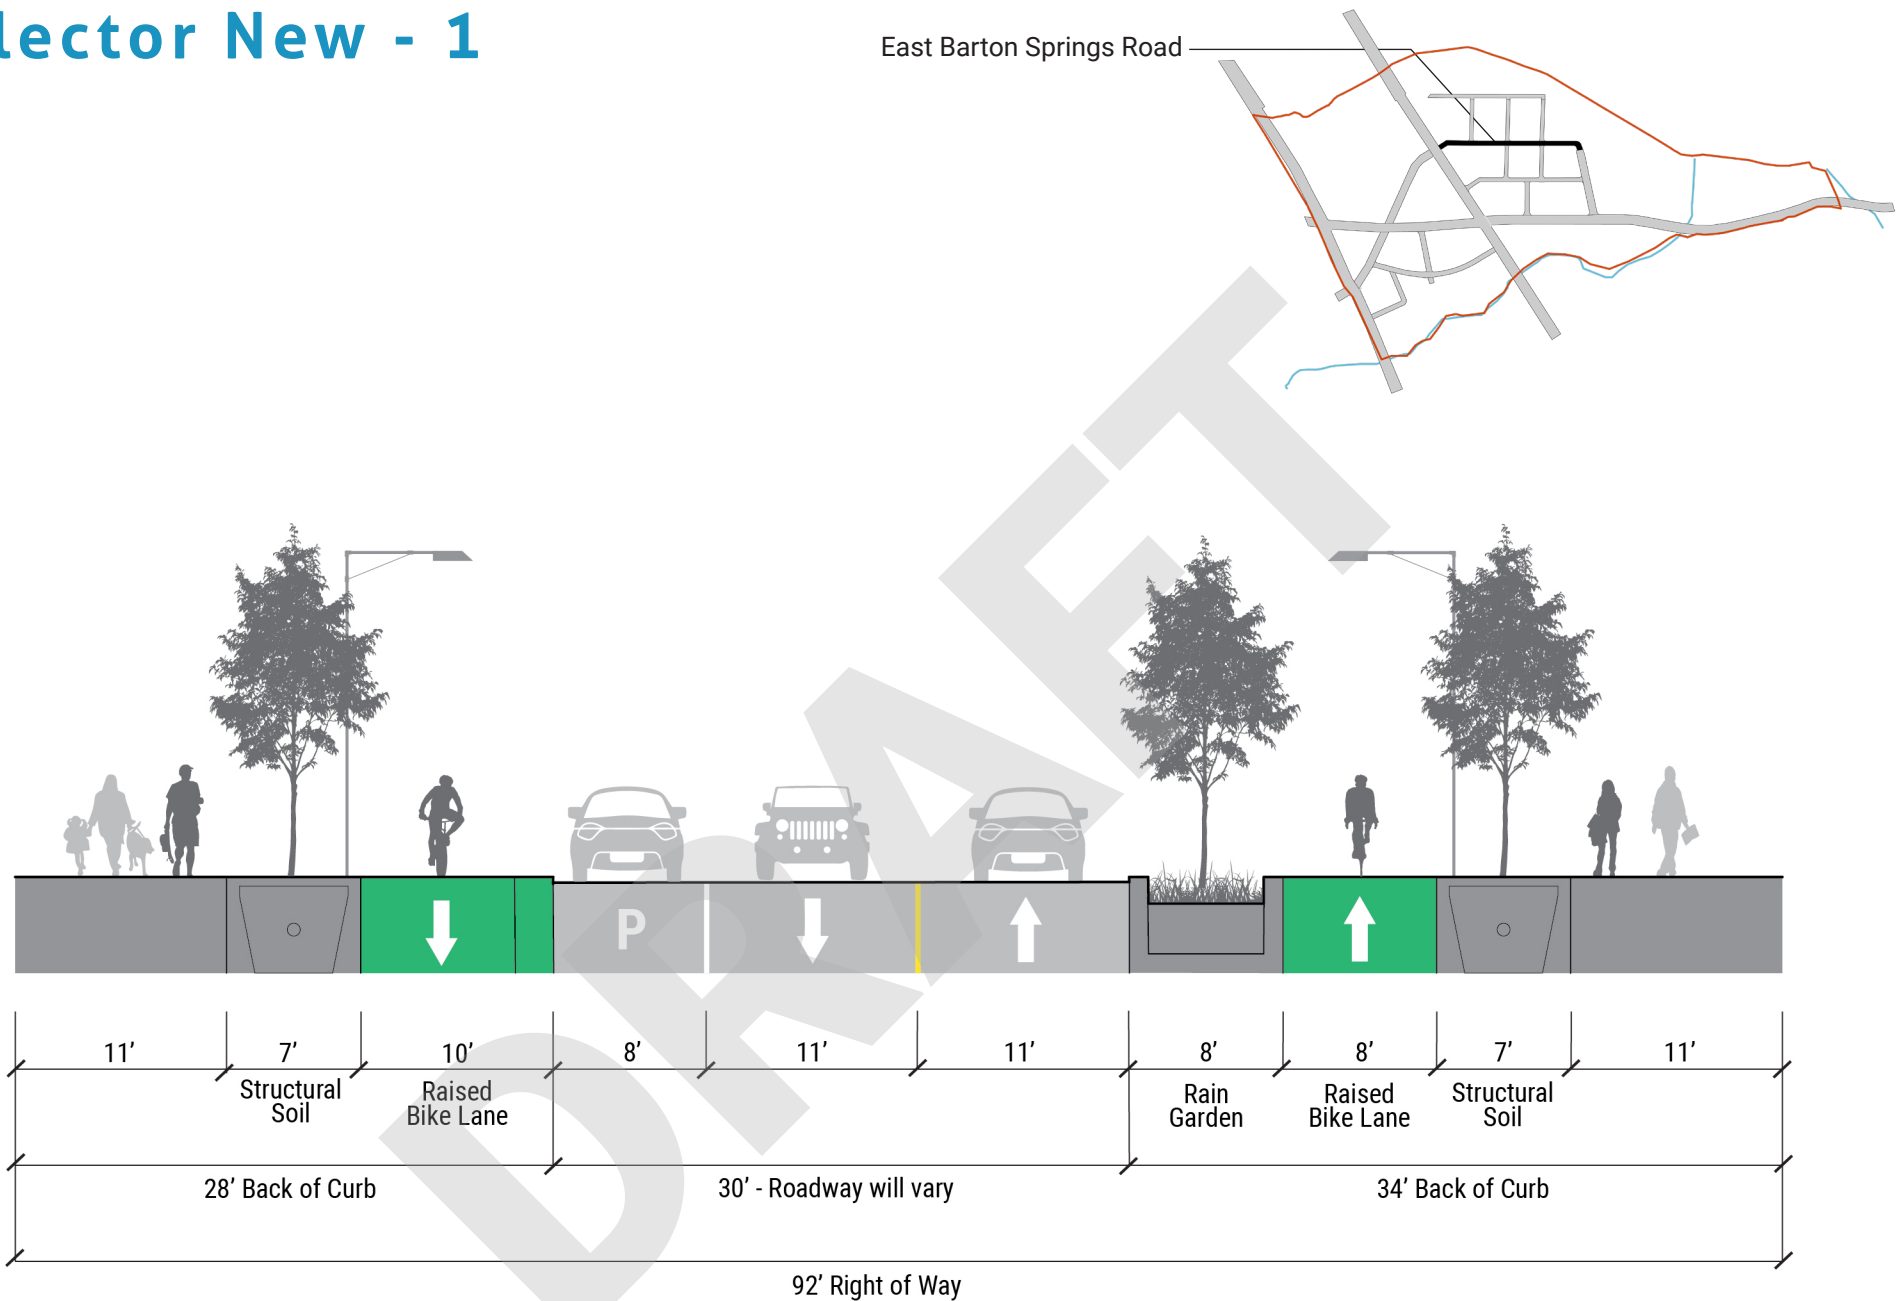 lector New - 1
East Barton Springs Road
DRAFT
P
11’ 7’ 10’ 8’ 11’ 11’ 8’ 8’ 7’ 11’
Structural
Soil
Raised
Bike Lane
Rain
Garden
Raised
Bike Lane
Structural
Soil
28’ Back of Curb
30’ - Roadway will vary
34’ Back of Curb
92’ Right of Way